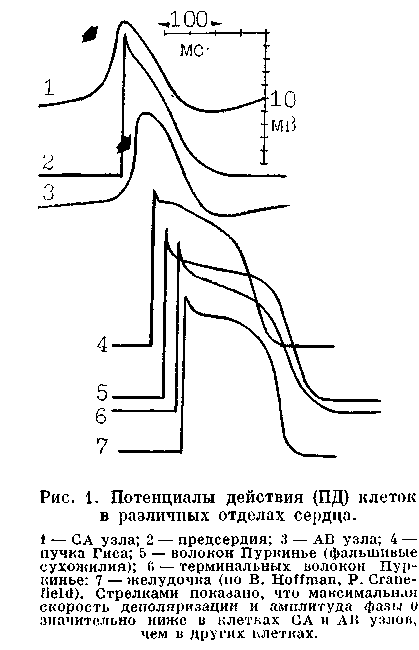 100
мс
1
10
мВ
2
3
4
5
6
7
Рис. 1. Потенциалы действия (ПД) клеток
в различных отделах сердца.
1 — СА узла; 2 — предсердия; 3 — АВ узла; 4 —
пучка Гиса; 5 — волокон Пуркинье (фальшивые
сухожилия); 6 — терминальных волокон Пур-
кинье; 7 — желудочка (по B. Hoffman, P. Crane-
field). Стрелками показано, что максимальная
скорость деполяризации и амплитуда фазы 0
значительно ниже в клетках СА и АВ узлов,
чем в других клетках.